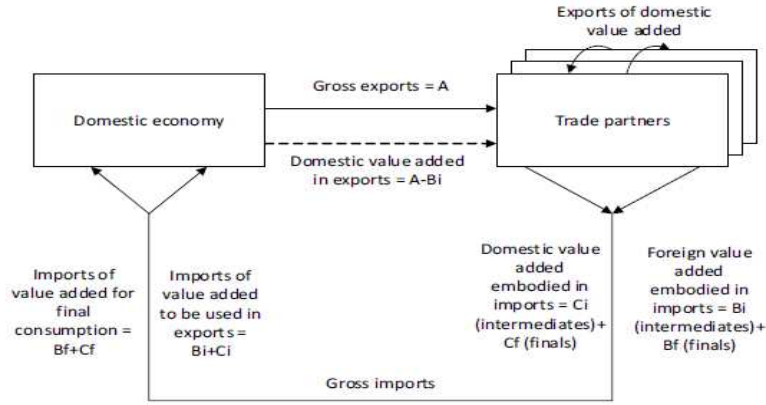 Exports of domestic
value added
Gross exports = A
Domestic economy
Trade partners
Domestic value added
in exports = A-Bi
Imports of
value added for
final
consumption =
Bf+Cf
Imports of
value added
to be used in
exports =
Bi+Ci
Domestic value
added
embodied in
imports = Ci
(intermediates)+
Cf (finals)
Foreign value
added
embodied in
imports = Bi
(intermediates)+
Bf (finals)
Gross imports